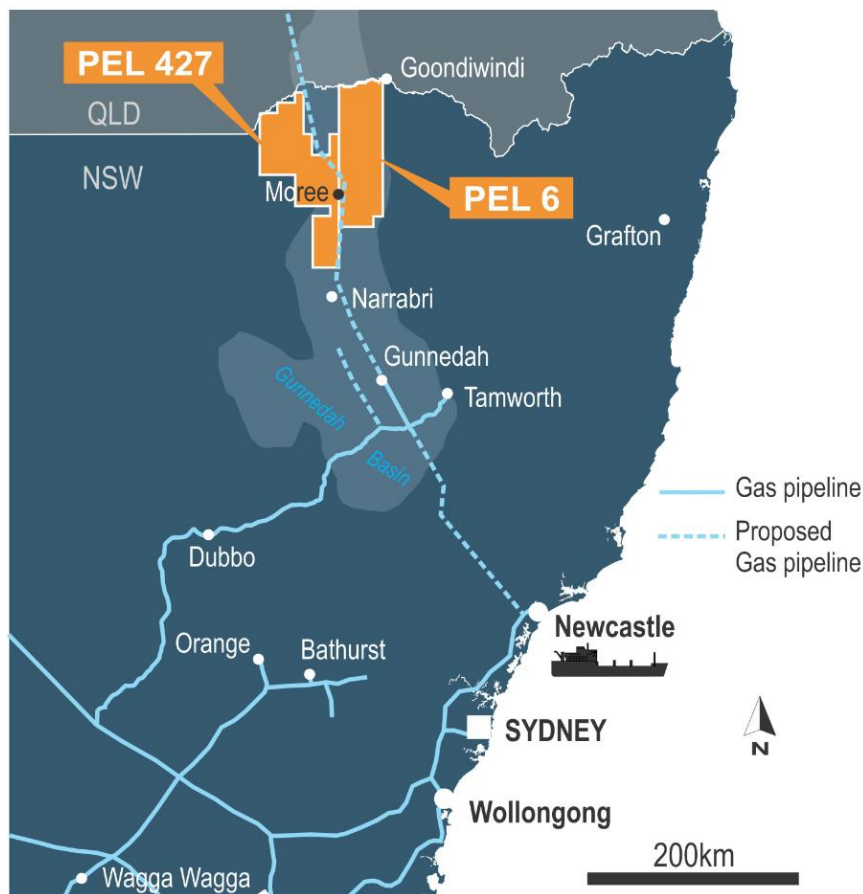 PEL 427
Goondiwindi
QLD
NSW
Moree
PEL 6
Grafton
Narrabri
Gunnedah
Tamworth
Gunnedah
Basin
Gas pipeline
Proposed
Gas pipeline
Dubbo
Newcastle
Orange
Bathurst
SYDNEY
N
Wollongong
200km
Wagga Wagga